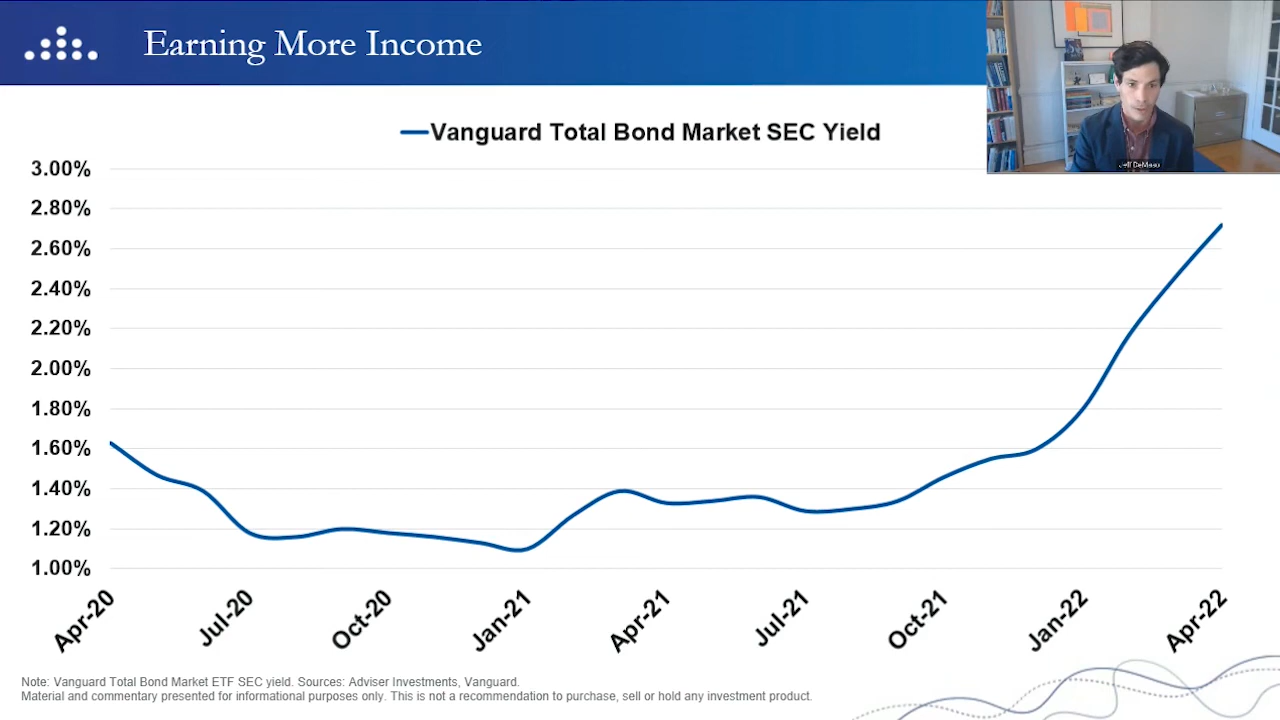 Earning More Income
Jeff DeMaso
Vanguard Total Bond Market SEC Yield
3.00%
2.80%
2.60%
2.40%
2.20%
2.00%
1.80%
1.60%
1.40%
1.20%
1.00%
Apr-20
Jul-20
Oct-20
Jan-21
Apr-21
Jul-21
Oct-21
Jan-22
Apr-22
Note: Vanguard Total Bond Market ETF SEC yield. Sources: Adviser Investments, Vanguard.
Material and commentary presented for informational purposes only. This is not a recommendation to purchase, sell or hold any investment product.